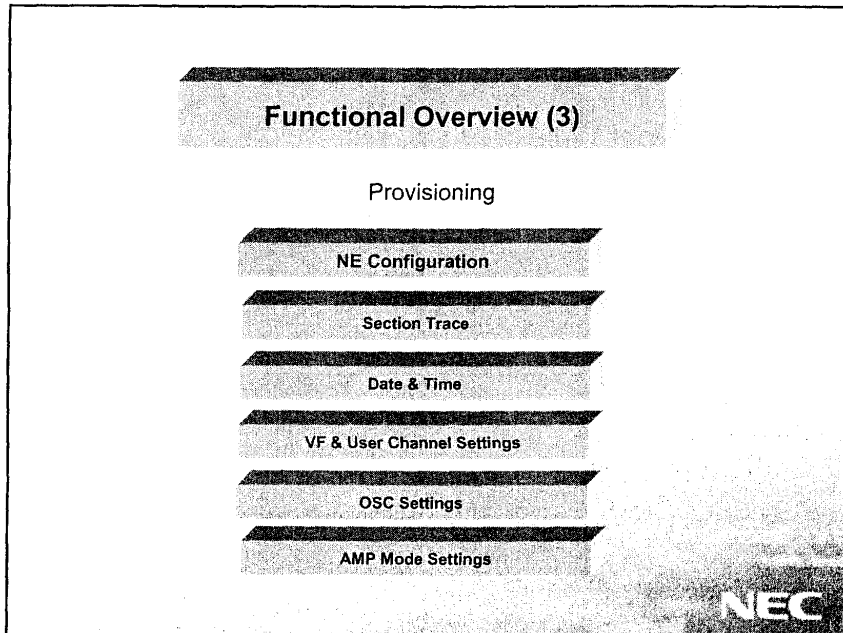 Functional Overview (3)
Provisioning
NE Configuration
Section Trace
Date & Time
VF & User Channel Settings
OSC Settings
AMP Mode Settings
NEC